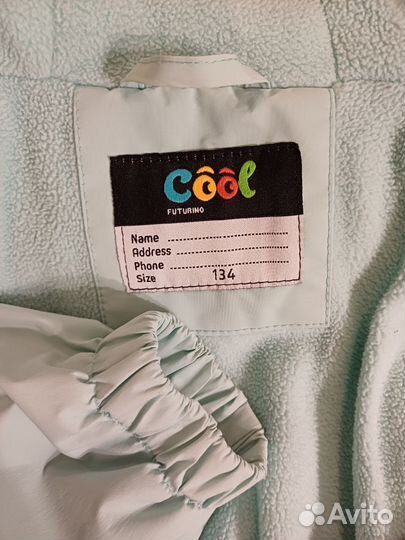 Côôl
FUTURINO
Name ........................
Address ........................
Phone ........................
Size 134
Avito